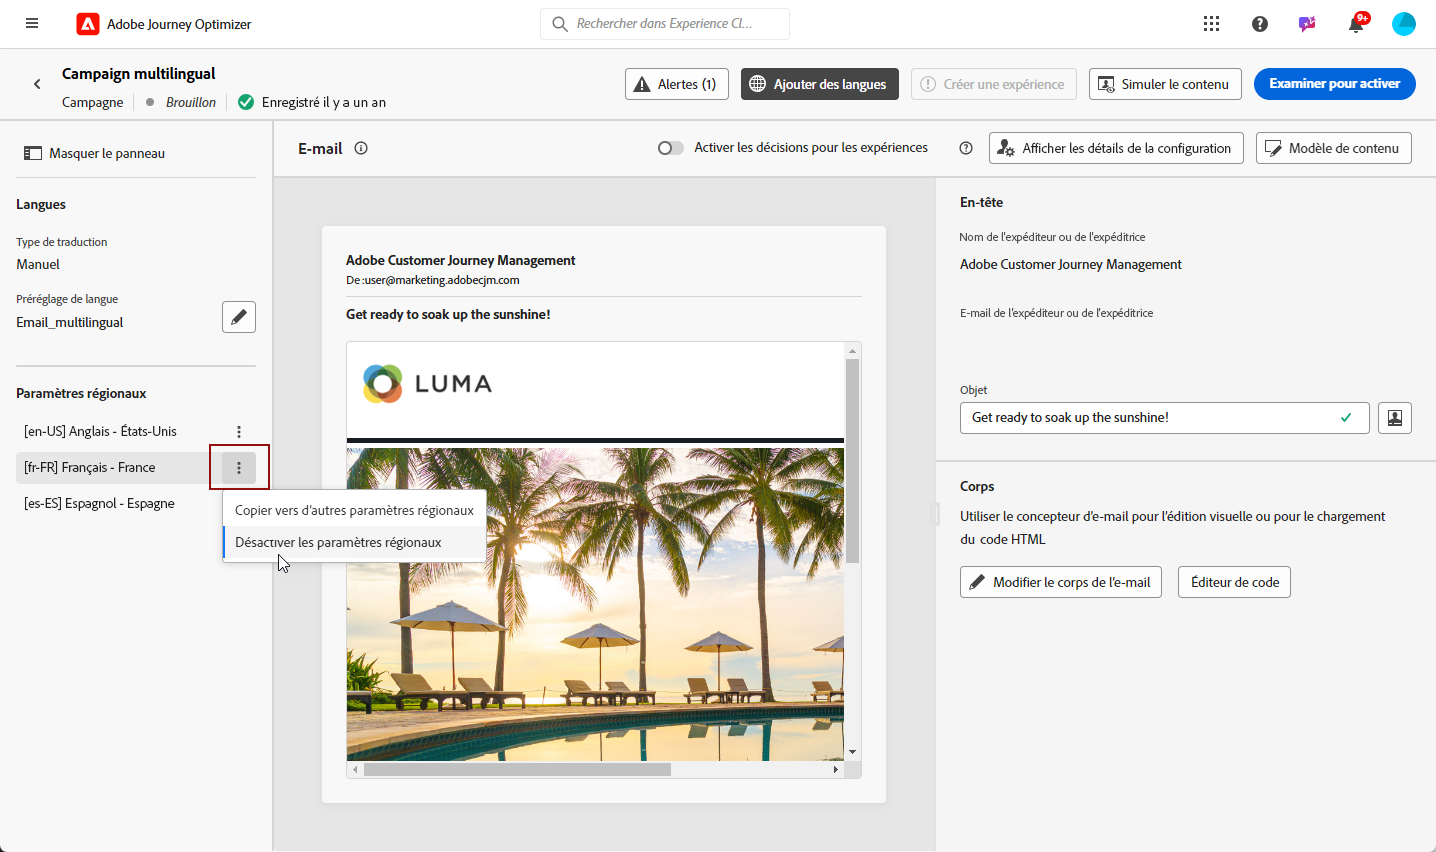 Adobe Journey Optimizer
Rechercher dans Experience Cl...
9+
Campaign multilingual
Campagne
Brouillon
Enregistré il y a un an
Alertes (1)
Ajouter des langues
Créer une expérience
Simuler le contenu
Examiner pour activer
Masquer le panneau
E-mail
Activer les décisions pour les expériences
Afficher les détails de la configuration
Modèle de contenu
Langues
Type de traduction
Manuel
Préréglage de langue
Email_multilingual
Paramètres régionaux
[en-US] Anglais - États-Unis
[fr-FR] Français - France
[es-ES] Espagnol - Espagne
Copier vers d'autres paramètres régionaux
Désactiver les paramètres régionaux
Adobe Customer Journey Management
De :user@marketing.adobecjm.com
Get ready to soak up the sunshine!
LUMA
En-tête
Nom de l'expéditeur ou de l'expéditrice
Adobe Customer Journey Management
E-mail de l'expéditeur ou de l'expéditrice
Objet
Get ready to soak up the sunshine!
Corps
Utiliser le concepteur d'e-mail pour l'édition visuelle ou pour le chargement
du code HTML
Modifier le corps de l'e-mail
Éditeur de code